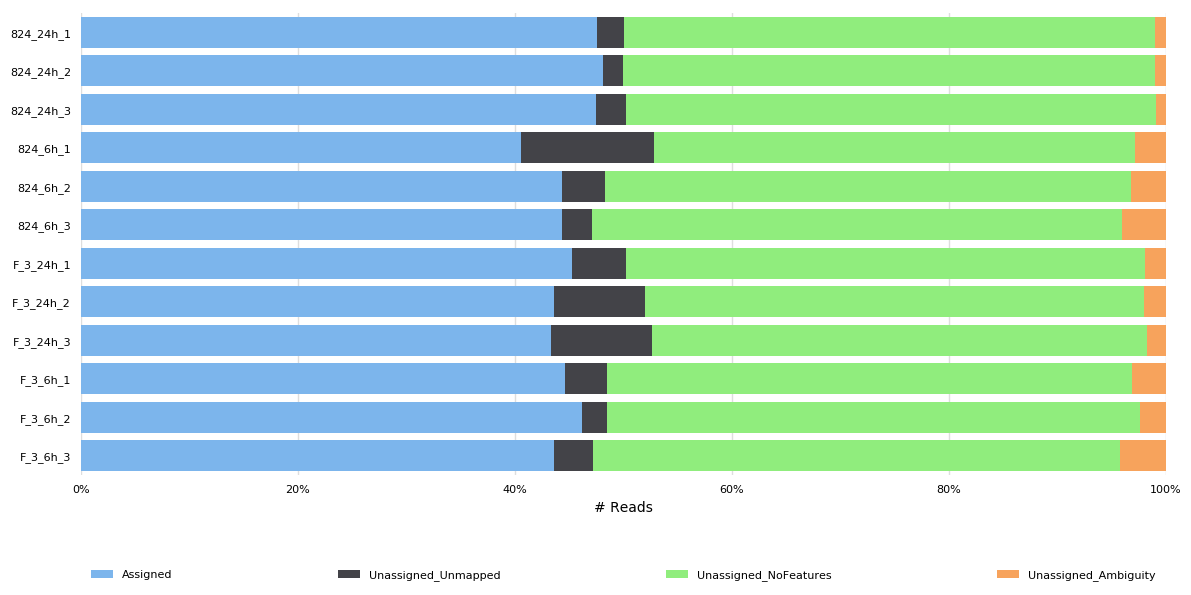 824_24h_1
824_24h_2
824_24h_3
824_6h_1
824_6h_2
824_6h_3
F_3_24h_1
F_3_24h_2
F_3_24h_3
F_3_6h_1
F_3_6h_2
F_3_6h_3
0% 20% 40% 60% 80% 100%
# Reads
Assigned Unassigned_Unmapped Unassigned_NoFeatures Unassigned_Ambiguity